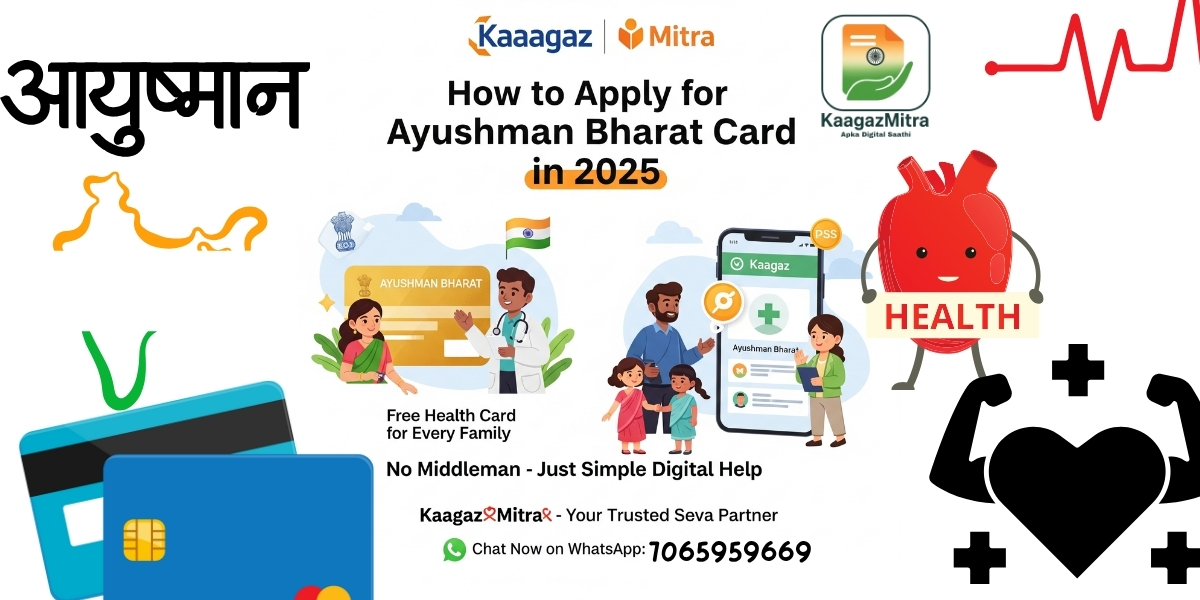 Kaaagaz | Mitra
How to Apply for
Ayushman Bharat Card
in 2025
आयुष्मान
KaagazMitra
Apka Digital Saathi
AYUSHMAN BHARAT
PSS
Kaagaz
Ayushman Bharat
HEALTH
Free Health Card
for Every Family
No Middleman - Just Simple Digital Help
KaagazMitra - Your Trusted Seva Partner
Chat Now on WhatsApp: 7065959669